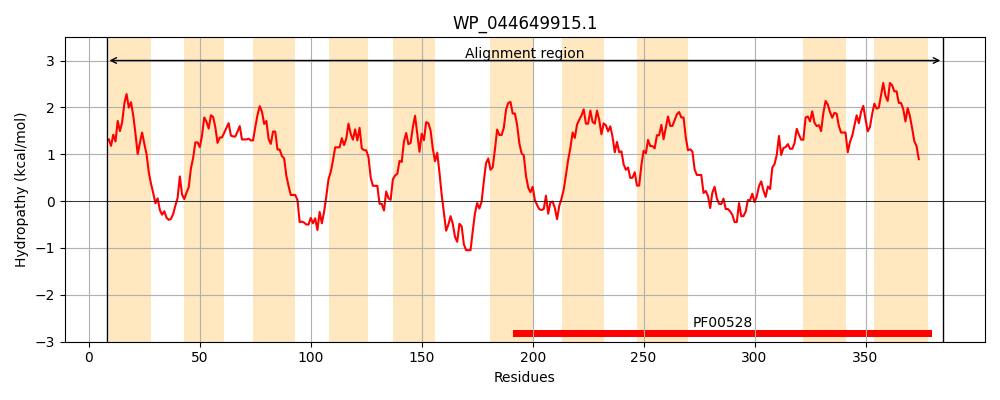 WP_044649915.1
Alignment region
Hydropathy (kcal/mol)
3
2
1
0
−1
−2
−3
PF00528
0 50 100 150 200 250 300 350
Residues